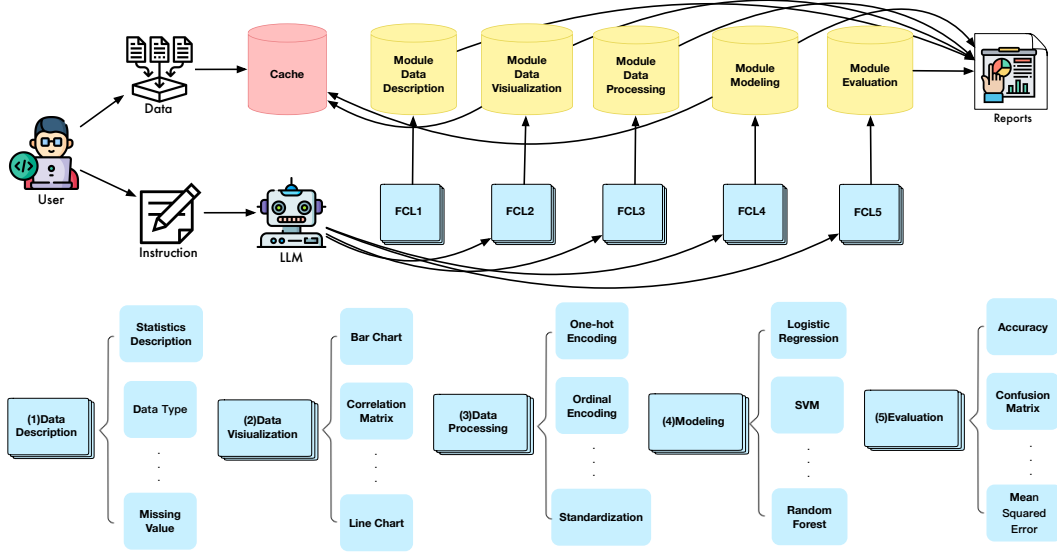 Cache
Module
Data
Description
Module
Data
Visiualization
Module
Data
Processing
Module
Modeling
Module
Evaluation
Data
Reports
User
Instruction
LLM
FCL1
FCL2
FCL3
FCL4
FCL5
(1)Data
Description
Statistics
Description
Data Type
Missing
Value
(2)Data
Visiualization
Bar Chart
Correlation
Matrix
Line Chart
(3)Data
Processing
One-hot
Encoding
Ordinal
Encoding
Standardization
(4)Modeling
Logistic
Regression
SVM
Random
Forest
(5)Evaluation
Accuracy
Confusion
Matrix
Mean
Squared
Error